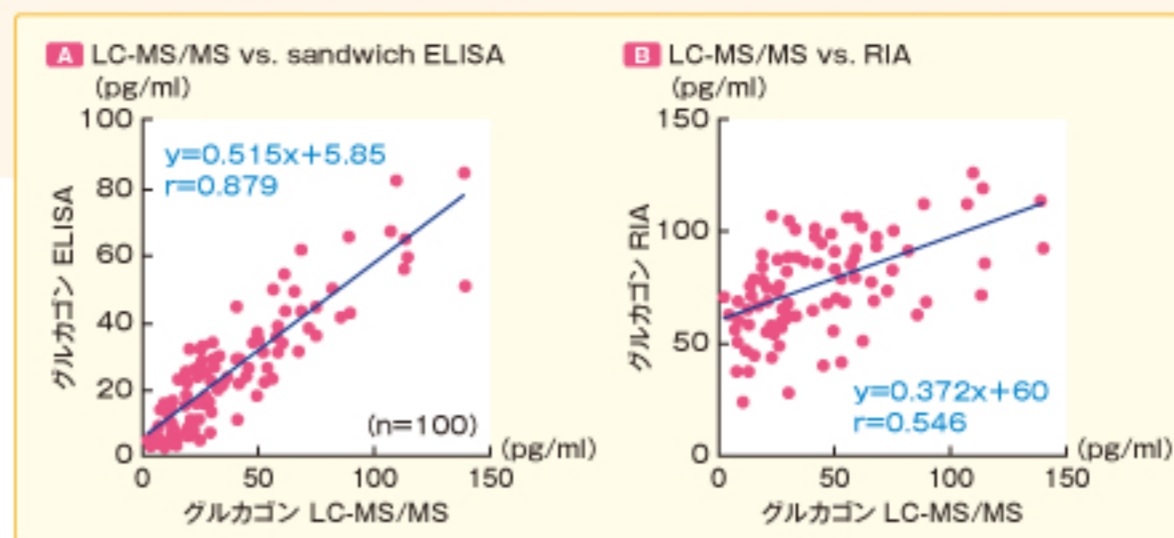 A LC-MS/MS vs. sandwich ELISA
(pg/ml)
100
80
60
40
20
0
グルカゴン ELISA
y=0.515x+5.85
r=0.879
(n=100)
(pg/ml)
0 50 100 150
グルカゴン LC-MS/MS
B LC-MS/MS vs. RIA
(pg/ml)
150
100
50
0
グルカゴン RIA
y=0.372x+60
r=0.546
(pg/ml)
0 50 100 150
グルカゴン LC-MS/MS